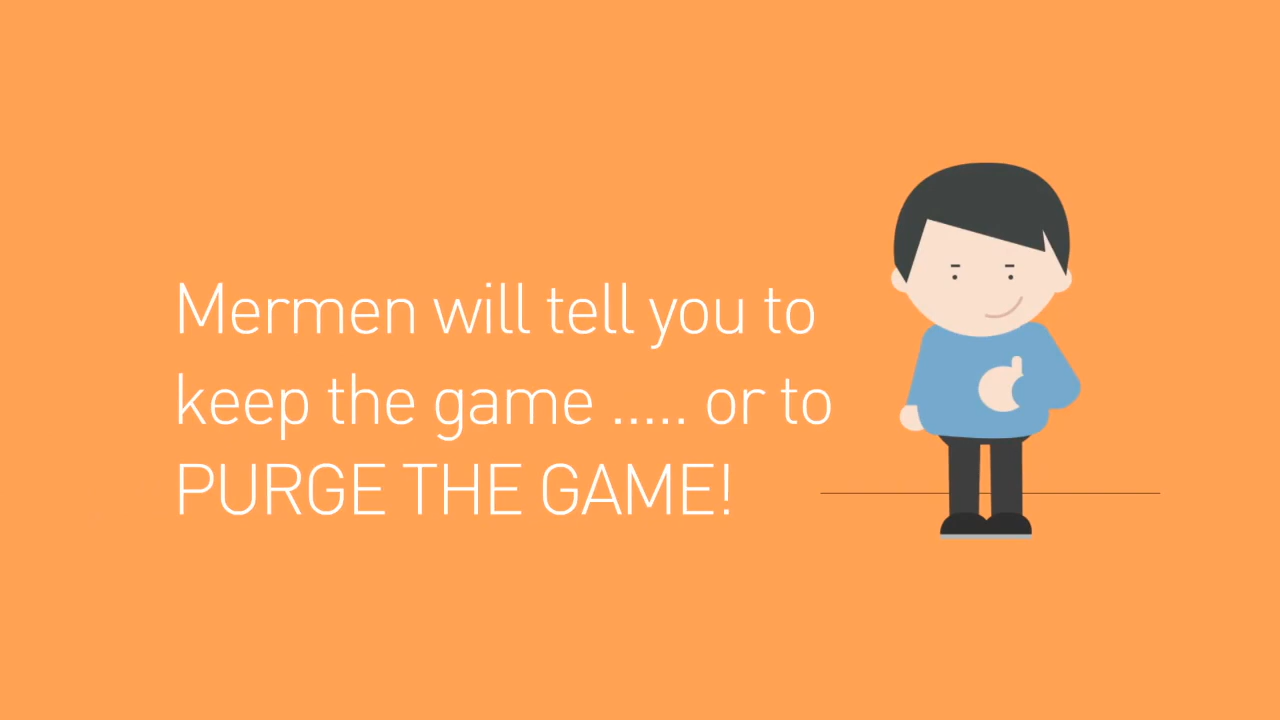 Mermen will tell you to
keep the game ..... or to
PURGE THE GAME!